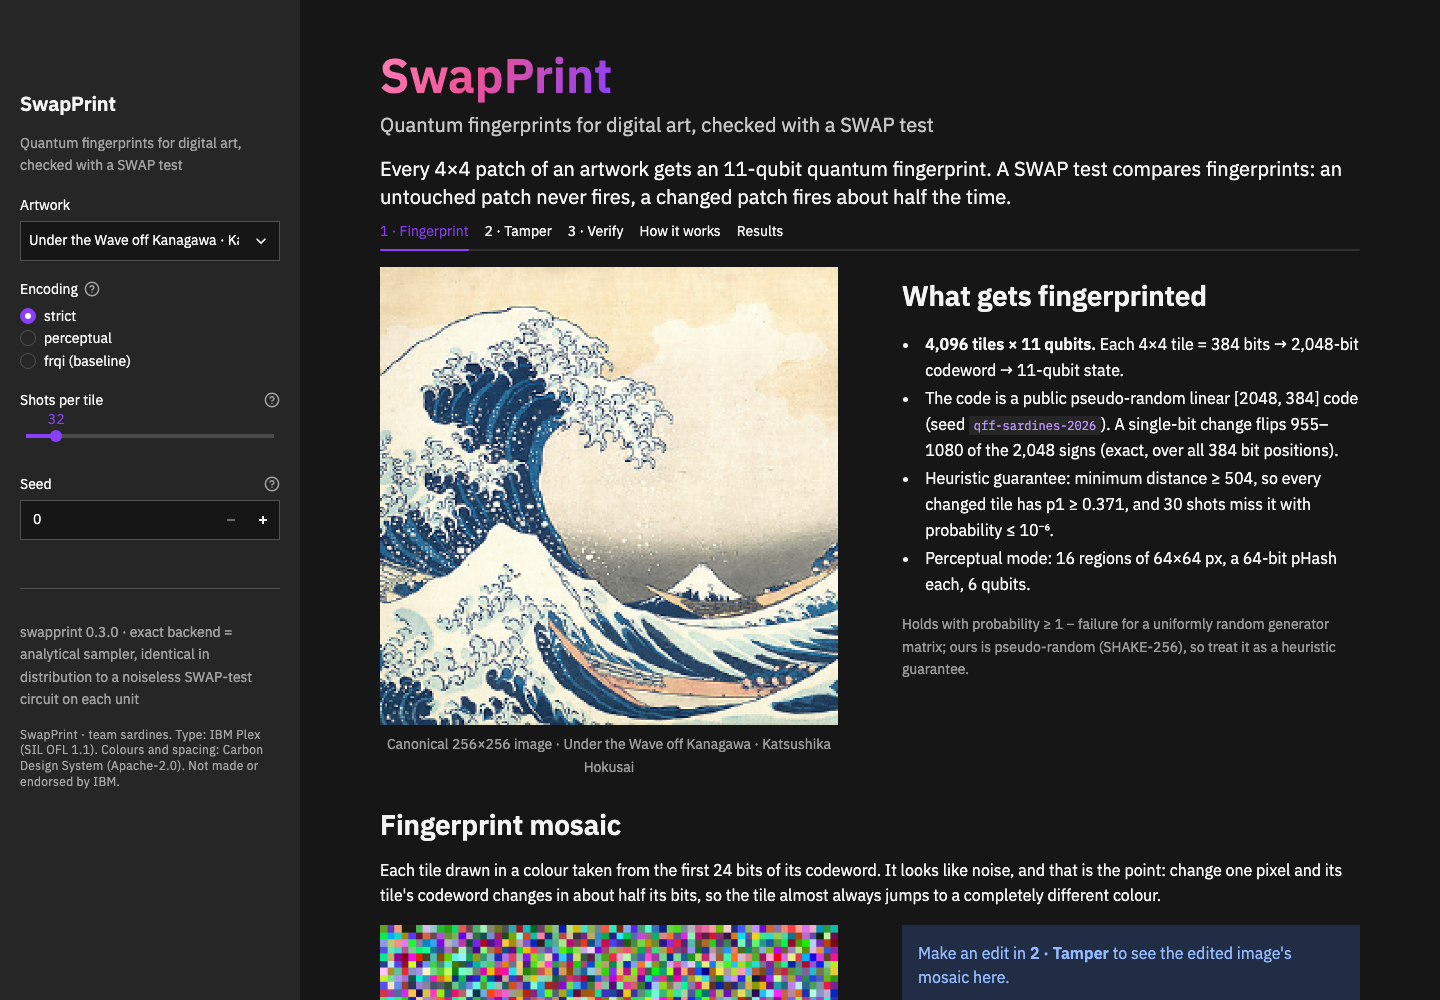 SwapPrint
Quantum fingerprints for digital art,
checked with a SWAP test
Artwork
Under the Wave off Kanagawa · Ka
Encoding
strict
perceptual
frqi (baseline)
Shots per tile
32
Seed
0
swapprint 0.3.0 · exact backend =
analytical sampler, identical in
distribution to a noiseless SWAP-test
circuit on each unit
SwapPrint · team sardines. Type: IBM Plex
(SIL OFL 1.1). Colours and spacing: Carbon
Design System (Apache-2.0). Not made or
endorsed by IBM.
SwapPrint
Quantum fingerprints for digital art, checked with a SWAP test
Every 4×4 patch of an artwork gets an 11-qubit quantum fingerprint. A SWAP test compares fingerprints: an
untouched patch never fires, a changed patch fires about half the time.
1 · Fingerprint 2 · Tamper 3 · Verify How it works Results
Canonical 256×256 image · Under the Wave off Kanagawa · Katsushika
Hokusai
What gets fingerprinted
• 4,096 tiles × 11 qubits. Each 4×4 tile = 384 bits → 2,048-bit
codeword → 11-qubit state.
• The code is a public pseudo-random linear [2048, 384] code
(seed qff-sardines-2026). A single-bit change flips 955–
1080 of the 2,048 signs (exact, over all 384 bit positions).
• Heuristic guarantee: minimum distance ≥ 504, so every
changed tile has p1 ≥ 0.371, and 30 shots miss it with
probability ≤ 10⁻⁶.
• Perceptual mode: 16 regions of 64×64 px, a 64-bit pHash
each, 6 qubits.
Holds with probability ≥ 1 – failure for a uniformly random generator
matrix; ours is pseudo-random (SHAKE-256), so treat it as a heuristic
guarantee.
Fingerprint mosaic
Each tile drawn in a colour taken from the first 24 bits of its codeword. It looks like noise, and that is the point: change one pixel and its
tile's codeword changes in about half its bits, so the tile almost always jumps to a completely different colour.
Make an edit in 2 · Tamper to see the edited image's
mosaic here.